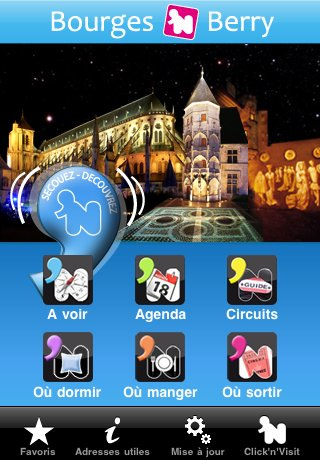 Bourges Berry
SECOUEZ - DECOUVREZ
18
GUIDE
A voir
Agenda
Circuits
CINEMA
Où dormir
Où manger
Où sortir
Favoris
Adresses utiles
Mise à jour
Click'n'Visit